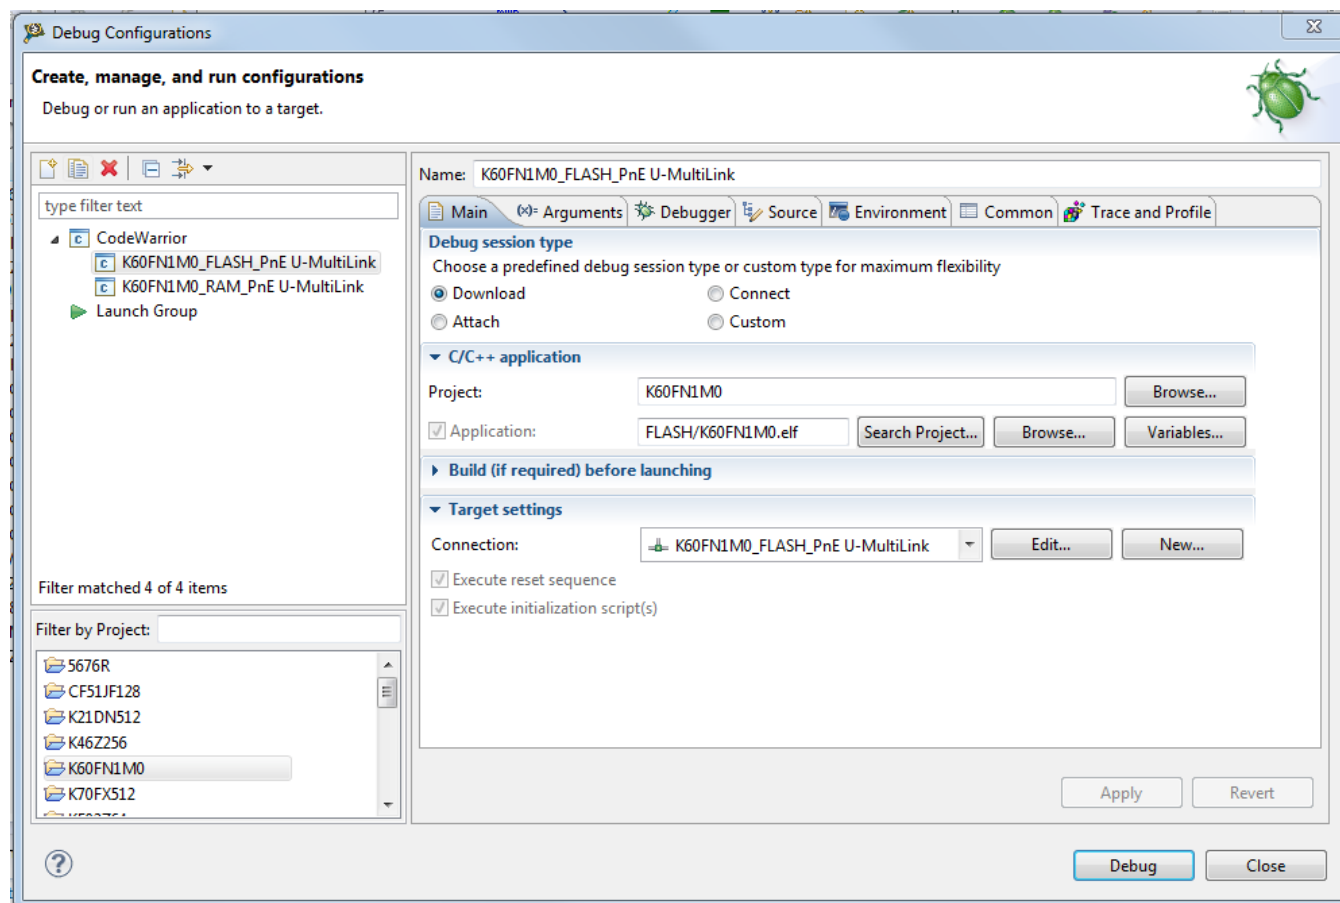 Debug Configurations
Create, manage, and run configurations
Debug or run an application to a target.
type filter text
CodeWarrior
K60FN1M0_FLASH_PnE U-MultiLink
K60FN1M0_RAM_PnE U-MultiLink
Launch Group
Filter matched 4 of 4 items
Filter by Project:
5676R
CF51JF128
K21DN512
K46Z256
K60FN1M0
K70FX512
Name: K60FN1M0_FLASH_PnE U-MultiLink
Main (x)= Arguments Debugger Source Environment Common Trace and Profile
Debug session type
Choose a predefined debug session type or custom type for maximum flexibility
Download Connect
Attach Custom
C/C++ application
Project: K60FN1M0 Browse...
Application: FLASH/K60FN1M0.elf Search Project... Browse... Variables...
Build (if required) before launching
Target settings
Connection: K60FN1M0_FLASH_PnE U-MultiLink Edit... New...
Execute reset sequence
Execute initialization script(s)
Apply Revert
? Debug Close